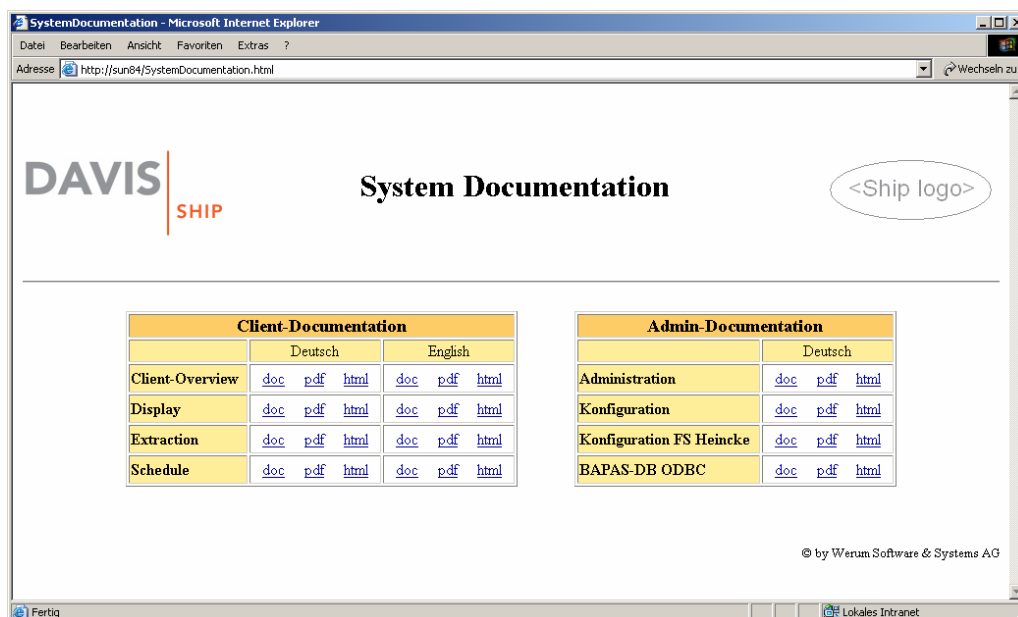 SystemDocumentation - Microsoft Internet Explorer
Datei Bearbeiten Ansicht Favoriten Extras ?
Adresse http://sun84/SystemDocumentation.html Wechseln zu
DAVIS
SHIP
System Documentation
<Ship logo>
Client-Documentation
Deutsch English
Client-Overview doc pdf html doc pdf html
Display doc pdf html doc pdf html
Extraction doc pdf html doc pdf html
Schedule doc pdf html doc pdf html
Admin-Documentation
Deutsch
Administration doc pdf html
Konfiguration doc pdf html
Konfiguration FS Heincke doc pdf html
BAPAS-DB ODBC doc pdf html
© by Werum Software & Systems AG
Fertig Lokales Intranet